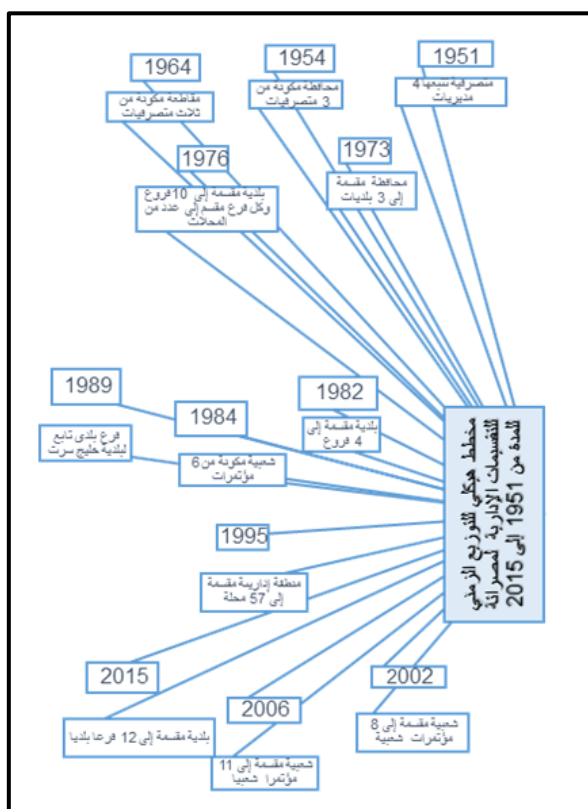 مخطط هيكلي للتوزيع الزمني
للتقسيمات الإدارية لمصراتة
للمدة من 1951 إلى 2015
1951
متصرفية تتبعها 4
مديريات
1954
محافظة مكونة من
3 متصرفيات
1964
مقاطعة مكونة من
ثلاث متصرفيات
1973
محافظة مقسمة
إلى 3 بلديات
1976
بلدية مقسمة إلى 10 فروع
وكل فرع مقسم إلى عدد من
المحلات
1982
بلدية مقسمة إلى
4 فروع
1984
شعبية مكونة من 6
مؤتمرات
1989
فرع بلدي تابع
لبلدية خليج سرت
1995
منطقة إدارية مقسمة
إلى 57 محلة
2002
شعبية مقسمة إلى 8
مؤتمرات شعبية
2006
شعبية مقسمة إلى 11
مؤتمرا شعبيا
2015
بلدية مقسمة إلى 12 فرعا بلديا